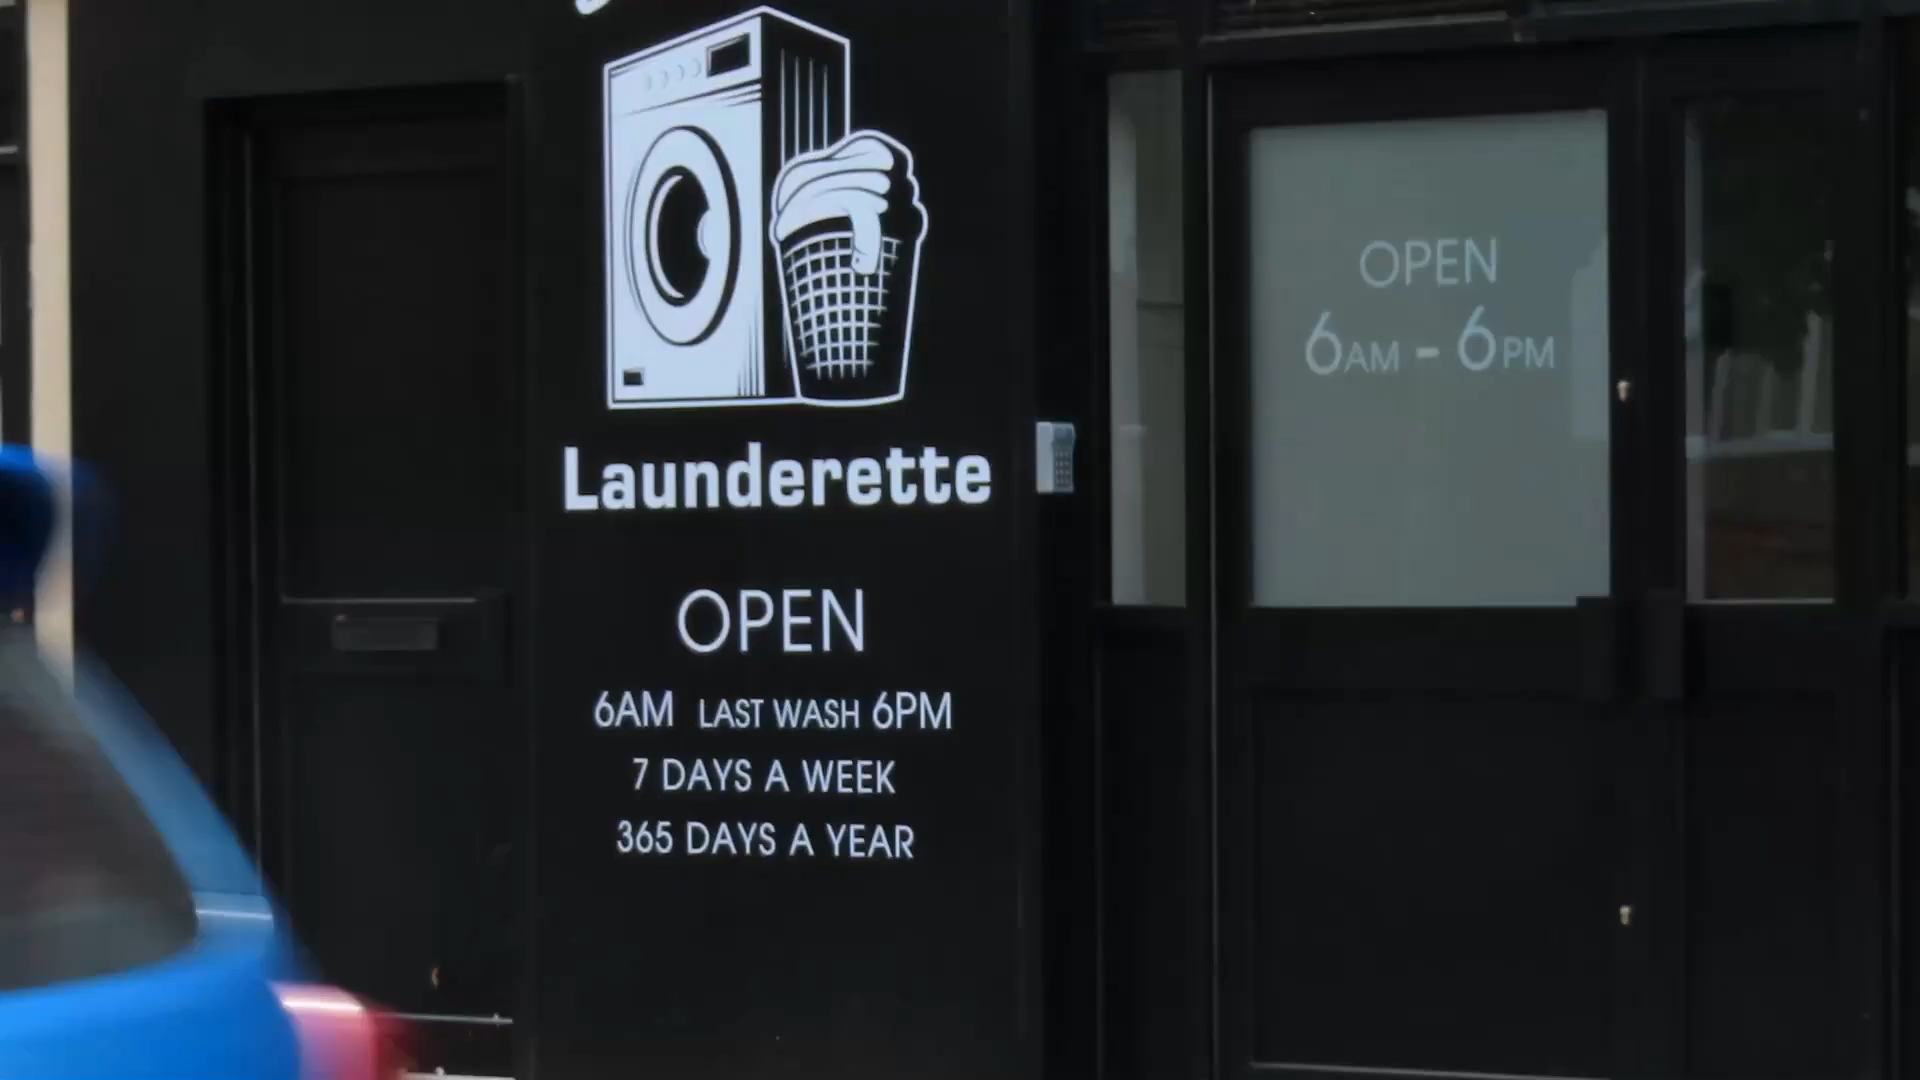 Launderette
OPEN
6AM LAST WASH 6PM
7 DAYS A WEEK
365 DAYS A YEAR
OPEN
6AM - 6PM